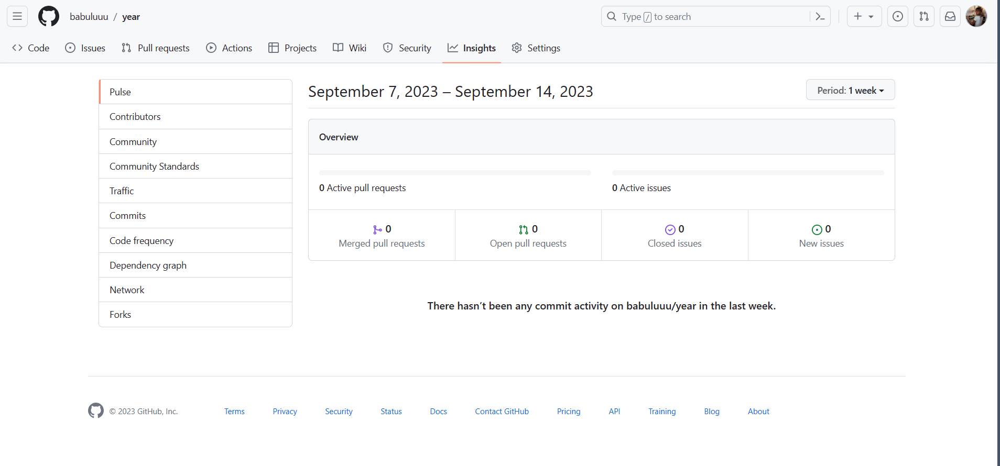 babuluuu / year
Type / to search
Code Issues Pull requests Actions Projects Wiki Security Insights Settings
Pulse
Contributors
Community
Community Standards
Traffic
Commits
Code frequency
Dependency graph
Network
Forks
September 7, 2023 – September 14, 2023
Period: 1 week
Overview
0 Active pull requests
0 Active issues
0
Merged pull requests
0
Open pull requests
0
Closed issues
0
New issues
There hasn’t been any commit activity on babuluuu/year in the last week.
© 2023 GitHub, Inc.
Terms Privacy Security Status Docs Contact GitHub Pricing API Training Blog About